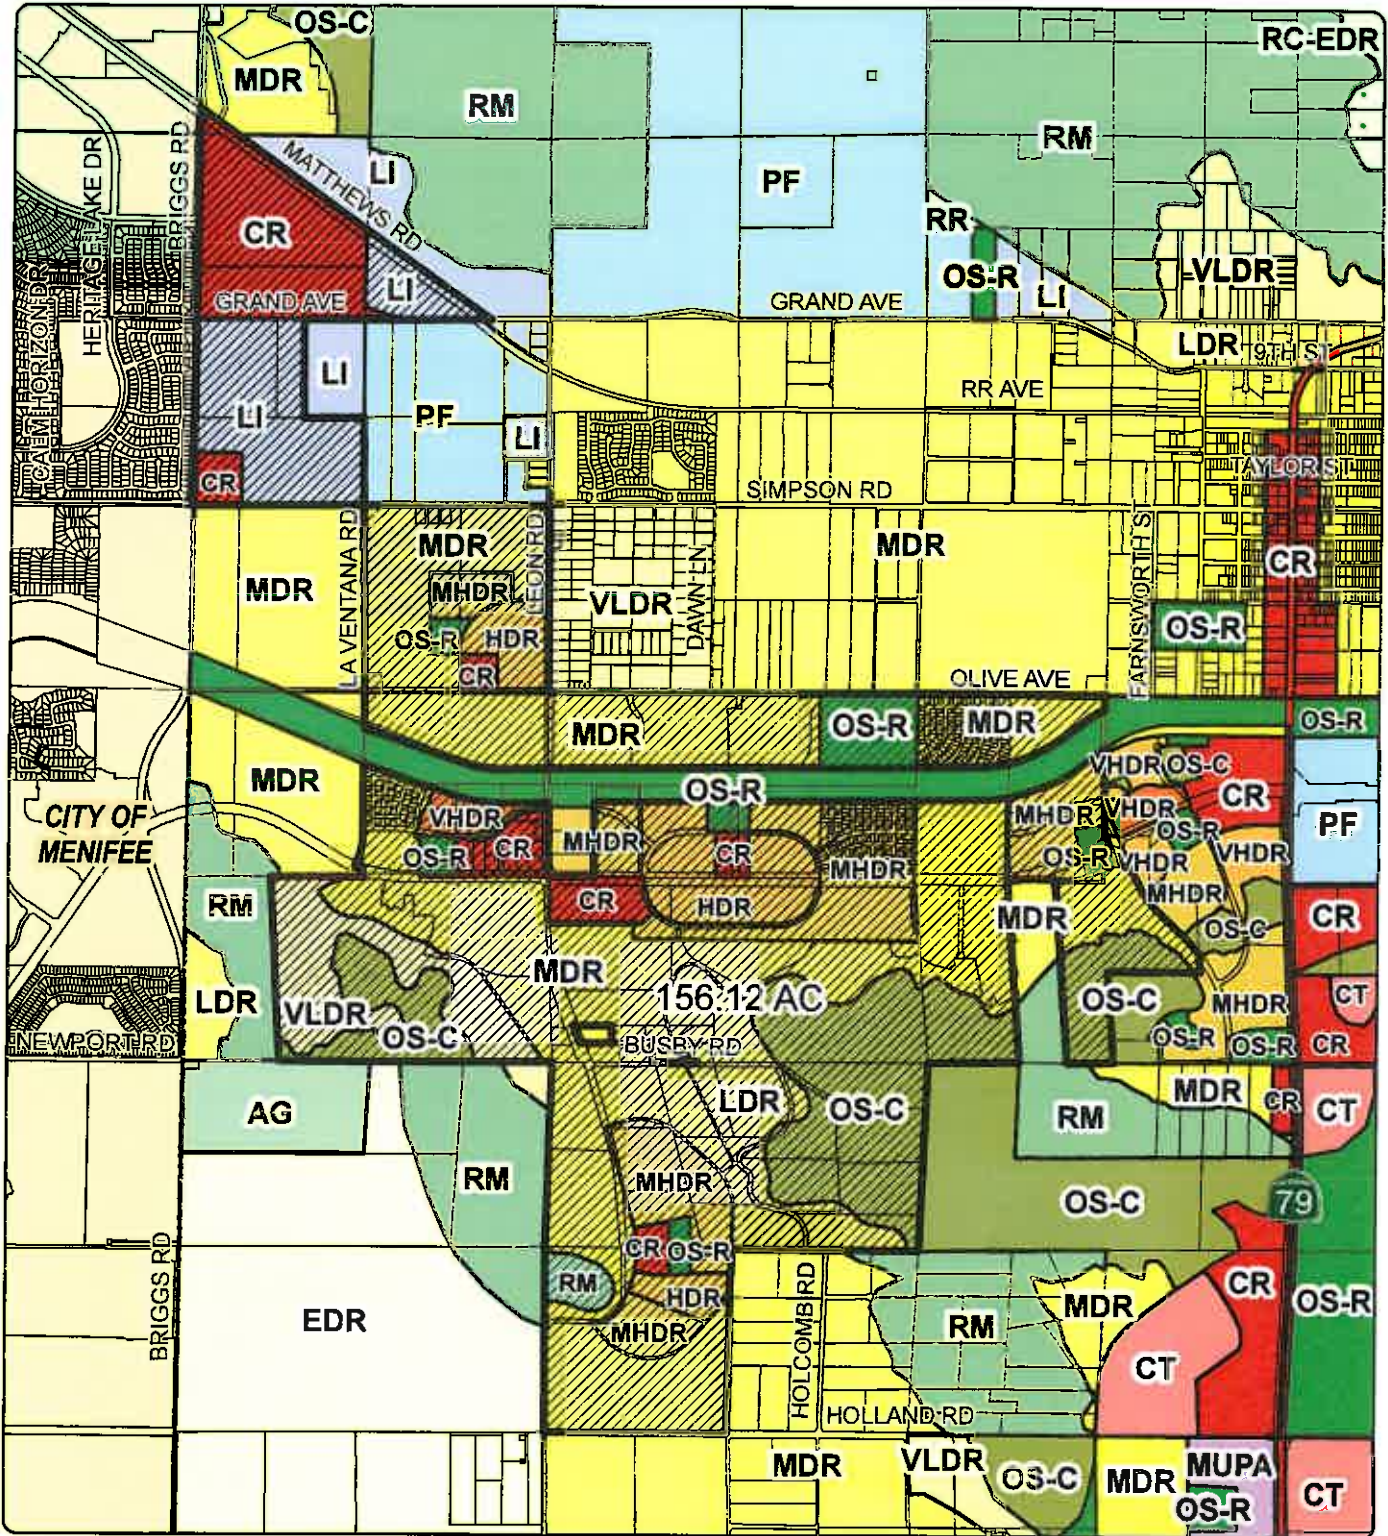 OS-C
RC-EDR
MDR
RM
RM
BRIGGS RD
HERITAGE LAKE DR
CALM HORIZON DR
MATTHEWS RD
LI
PF
CR
RR
OS-R
LI
VLDR
LI
GRAND AVE
GRAND AVE
LDR
9TH ST
LI
RR AVE
LI
PF
LI
CR
TAYLOR ST
SIMPSON RD
MDR
LA VENTANA RD
MDR
LEON RD
MDR
FARNSWORTH ST
CR
MHDR
VLDR
DAWN LN
OS-R
HDR
OS-R
CR
OLIVE AVE
MDR
OS-R
MDR
OS-R
MDR
OS-R
VHDR
OS-C
CR
CITY OF
MENIFEE
VHDR
MHDR
MHDR
VHDR
OS-R
PF
OS-R
CR
CR
MHDR
OS-R
VHDR
VHDR
RM
CR
HDR
MDR
MHDR
OS-C
CR
MDR
LDR
VLDR
OS-C
156.12 AC
OS-C
MHDR
CT
NEWPORT RD
BUSBY RD
OS-R
OS-R
CR
AG
LDR
OS-C
RM
MDR
CR
CT
RM
MHDR
OS-C
79
BRIGGS RD
CR
OS-R
RM
HDR
EDR
MHDR
HOLCOMB RD
RM
MDR
CR
OS-R
CT
HOLLAND RD
MDR
VLDR
OS-C
MDR
MUPA
OS-R
CT